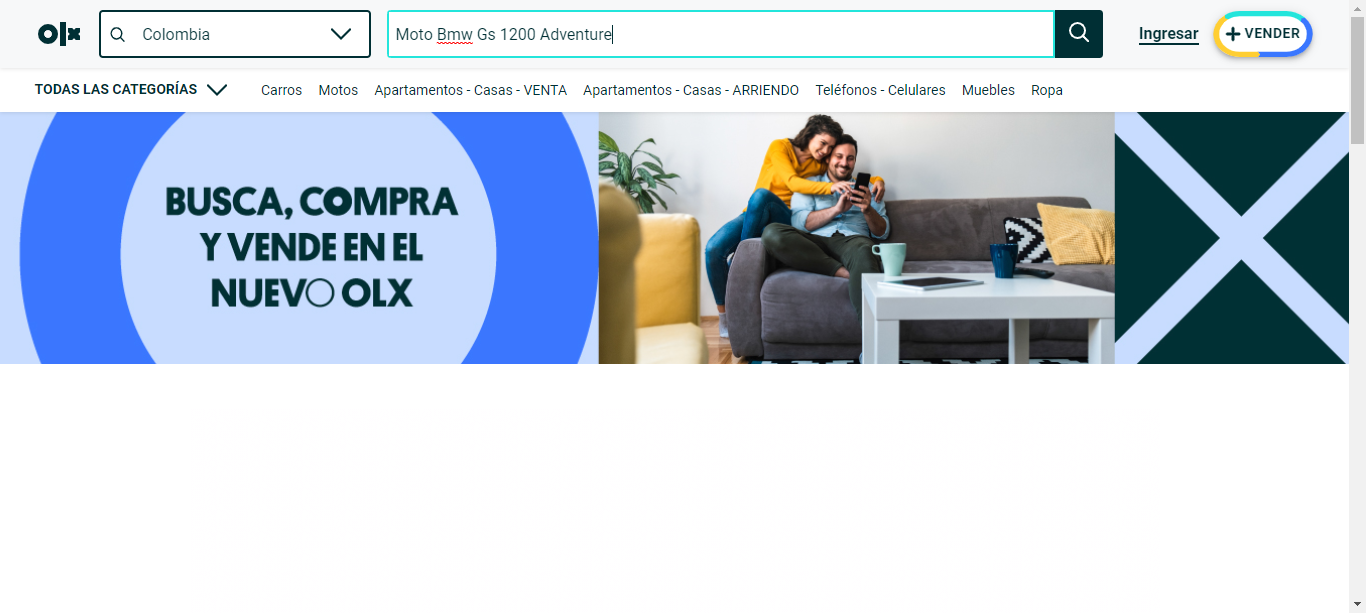 olx
Colombia
Moto Bmw Gs 1200 Adventure
Ingresar
VENDER
TODAS LAS CATEGORÍAS
Carros
Motos
Apartamentos - Casas - VENTA
Apartamentos - Casas - ARRIENDO
Teléfonos - Celulares
Muebles
Ropa
BUSCA, COMPRA
Y VENDE EN EL
NUEVO OLX